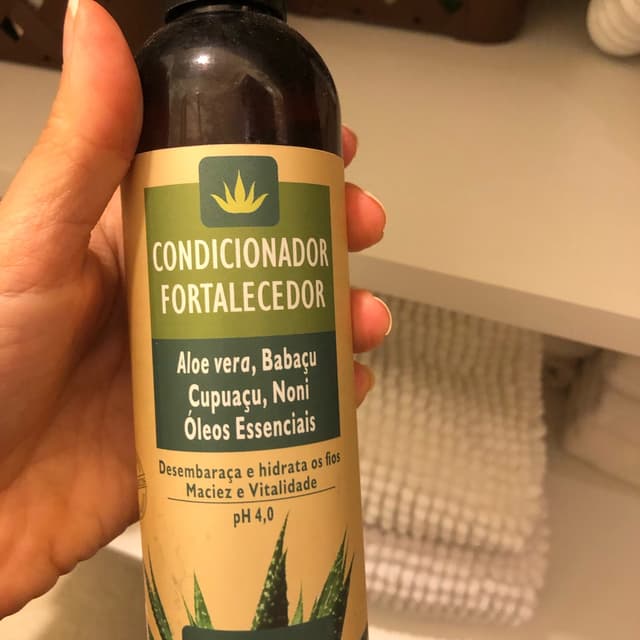 CONDICIONADOR
FORTALECEDOR
Aloe vera, Babaçu
Cupuaçu, Noni
Óleos Essenciais
Desembaraça e hidrata os fios
Maciez e Vitalidade
pH 4,0